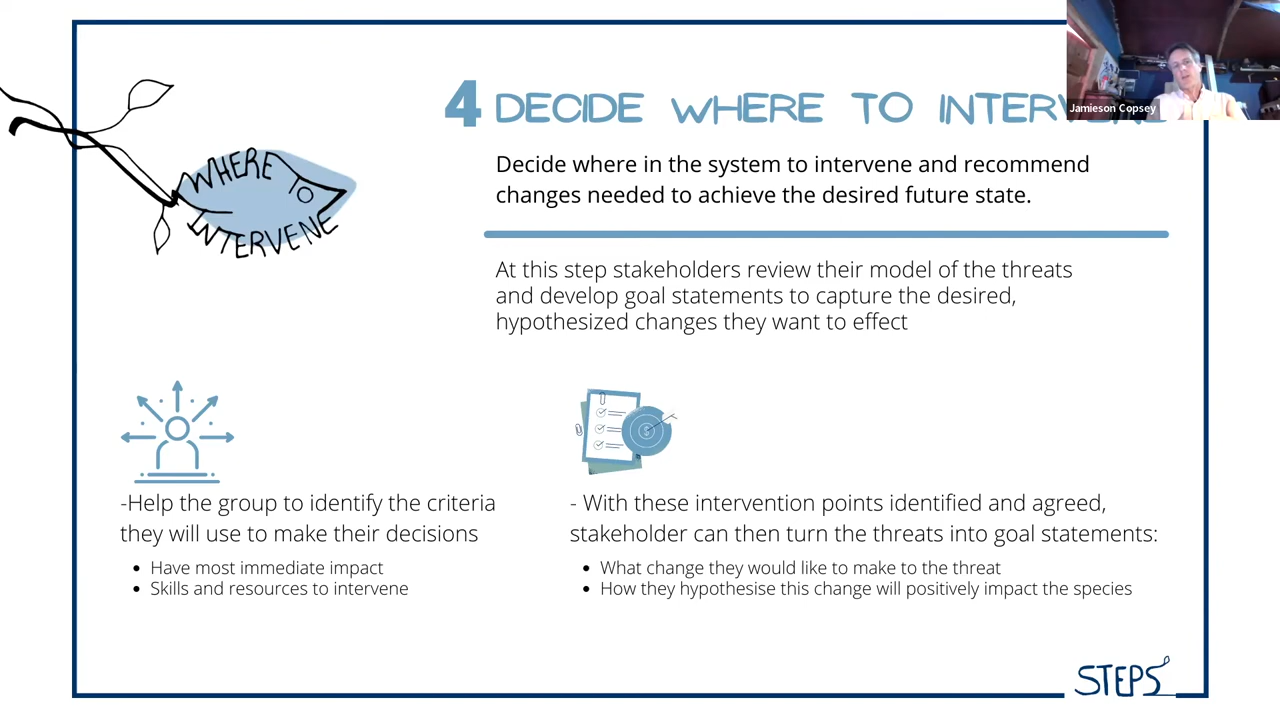 Jamieson Copsey
4 DECIDE WHERE TO
WHERE TO
INTERVENE
Decide where in the system to intervene and recommend
changes needed to achieve the desired future state.
At this step stakeholders review their model of the threats
and develop goal statements to capture the desired,
hypothesized changes they want to effect
-Help the group to identify the criteria
they will use to make their decisions
• Have most immediate impact
• Skills and resources to intervene
- With these intervention points identified and agreed,
stakeholder can then turn the threats into goal statements:
• What change they would like to make to the threat
• How they hypothesise this change will positively impact the species
STEPS